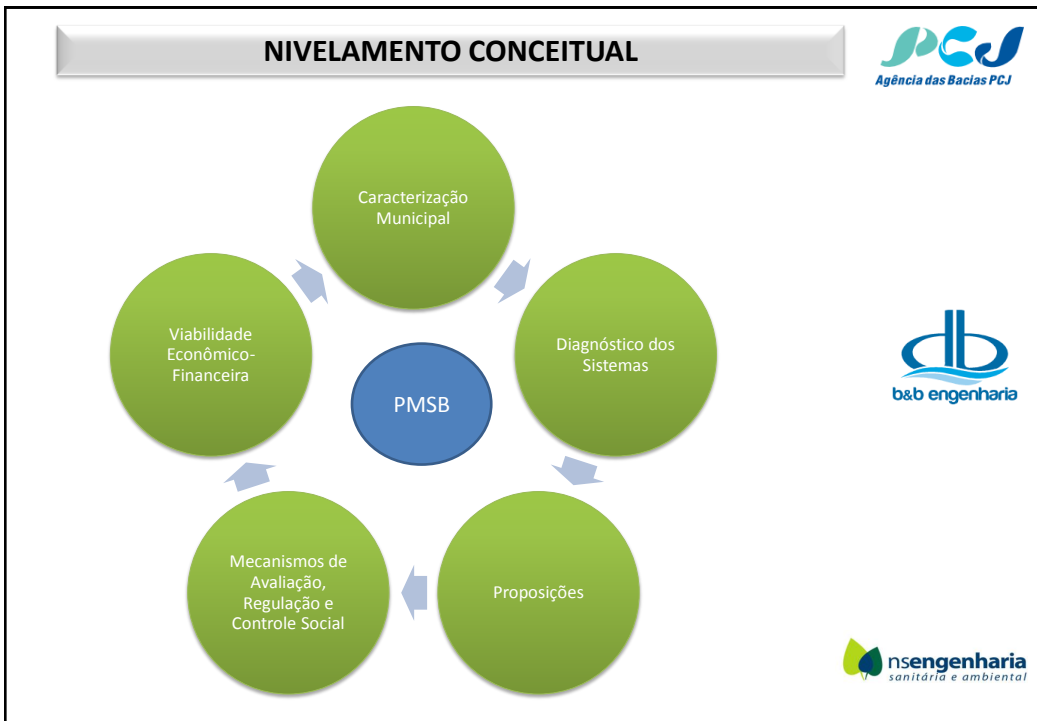 NIVELAMENTO CONCEITUAL
PCJ
Agência das Bacias PCJ
Caracterização
Municipal
Viabilidade
Econômico-
Financeira
Diagnóstico dos
Sistemas
PMSB
b&b engenharia
Mecanismos de
Avaliação,
Regulação e
Controle Social
Proposições
nsengenharia
sanitária e ambiental